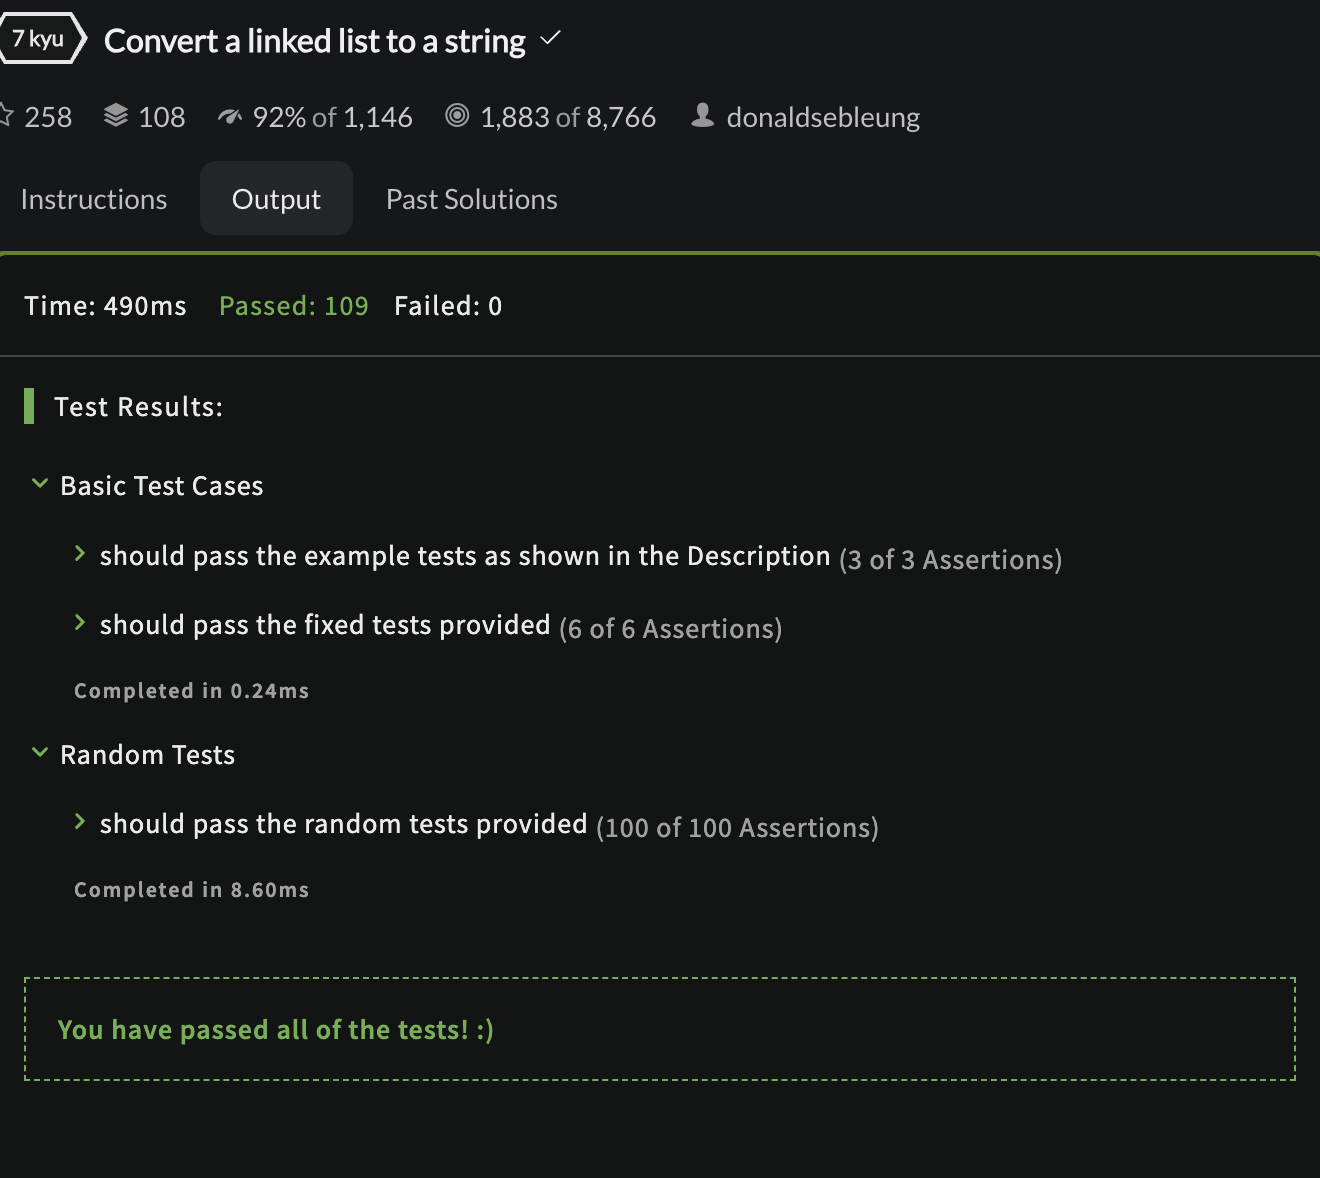 7 kyu Convert a linked list to a string
258 108 92% of 1,146 1,883 of 8,766 donaldsebleung
Instructions Output Past Solutions
Time: 490ms Passed: 109 Failed: 0
Test Results:
Basic Test Cases
should pass the example tests as shown in the Description (3 of 3 Assertions)
should pass the fixed tests provided (6 of 6 Assertions)
Completed in 0.24ms
Random Tests
should pass the random tests provided (100 of 100 Assertions)
Completed in 8.60ms
You have passed all of the tests! :)